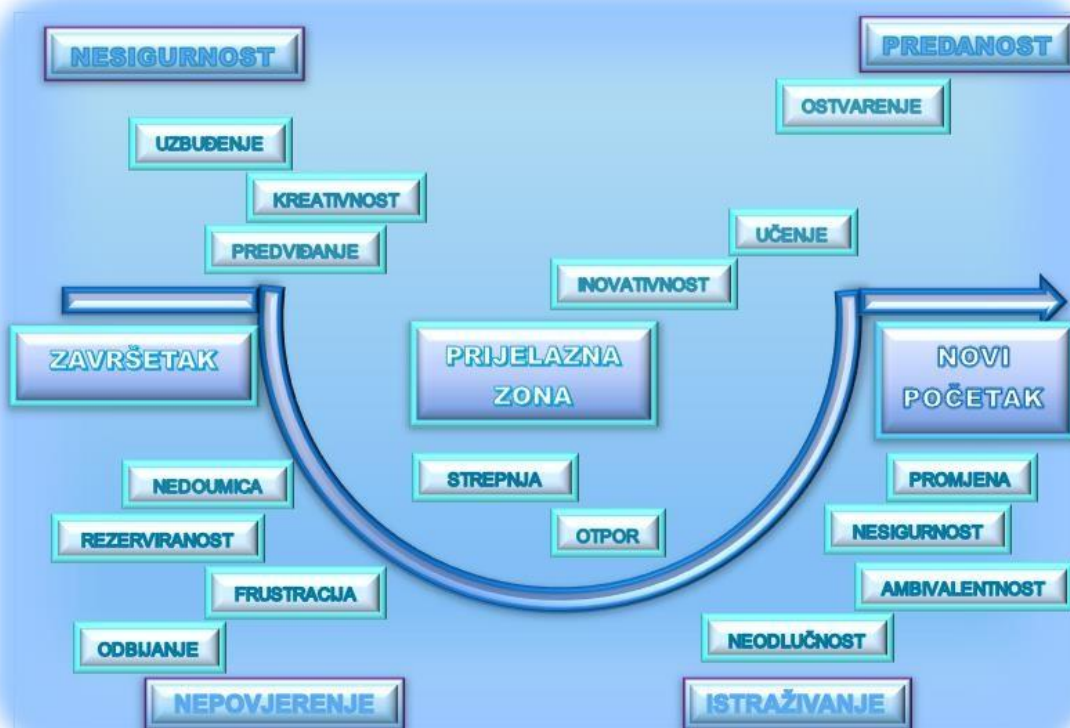 NESIGURNOST
PREDANOST
OSTVARENJE
UZBUĐENJE
KREATIVNOST
PREDVIĐANJE
UČENJE
INOVATIVNOST
ZAVRŠETAK
PRIJELAZNA
ZONA
NOVI
POČETAK
NEDOUMICA
STREPNJA
PROMJENA
REZERVIRANOST
OTPOR
NESIGURNOST
FRUSTRACIJA
AMBIVALENTNOST
ODBIJANJE
NEODLUČNOST
NEPOVJERENJE
ISTRAŽIVANJE